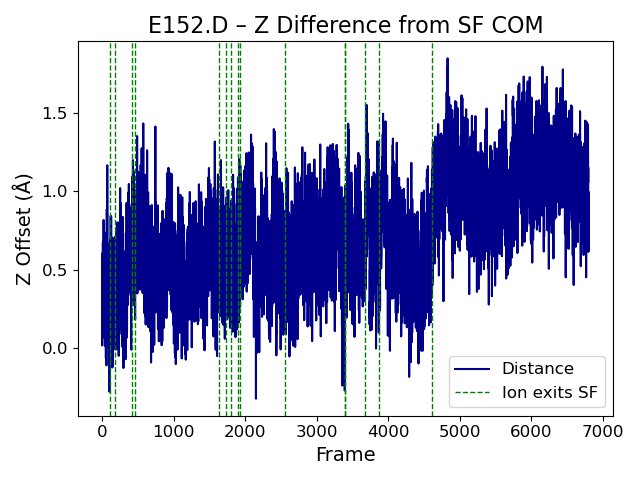 E152.D – Z Difference from SF COM
Z Offset (Å)
1.5
1.0
0.5
0.0
0
1000
2000
3000
4000
5000
6000
7000
Frame
Distance
Ion exits SF